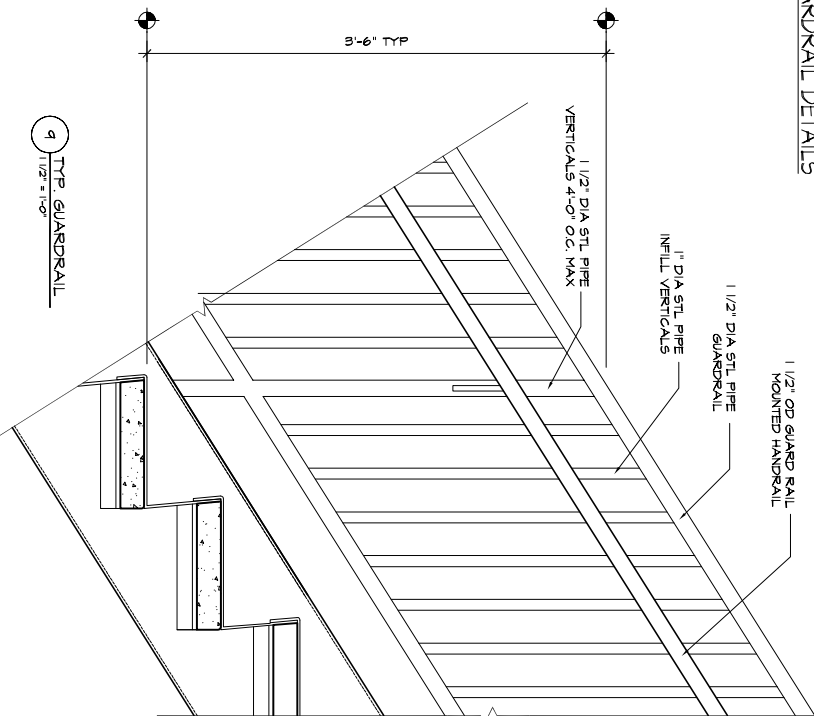 ARDRAIL DETAILS
3'-6" TYP
1 1/2" DIA STL PIPE
VERTICALS 4'-0" O.C. MAX
1" DIA STL PIPE
INFILL VERTICALS
1 1/2" DIA STL PIPE
GUARDRAIL
1 1/2" OD GUARD RAIL
MOUNTED HANDRAIL
9
TYP. GUARDRAIL
1 1/2" = 1'-0"